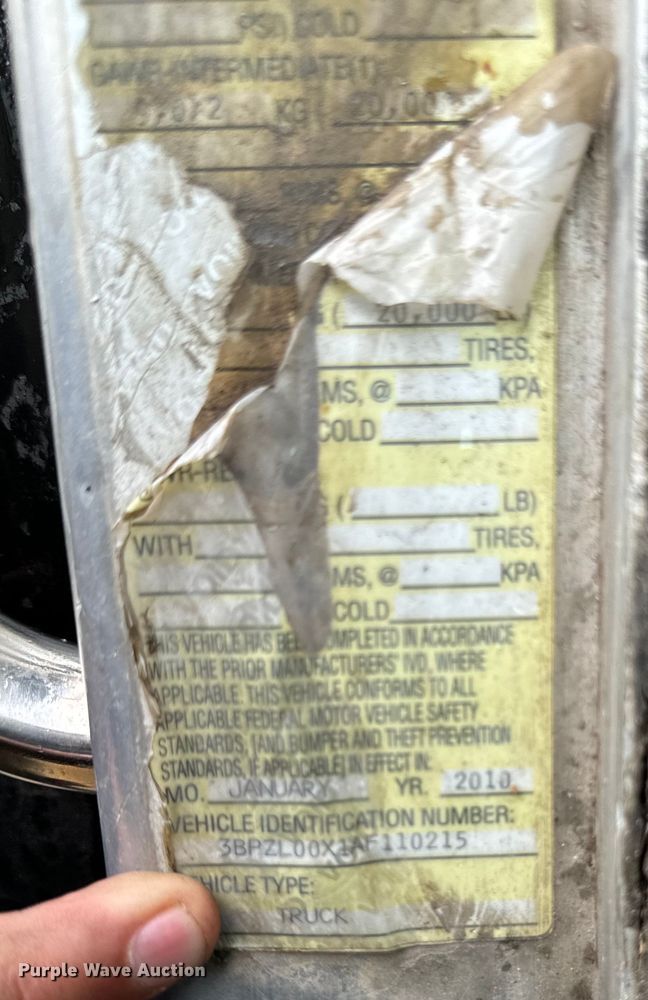 PSI) COLD
GAWR-INTERMEDIATE(1)
KG
20,000
TIRES,
MS, @ KPA
COLD
LB)
WITH TIRES,
MS, @ KPA
COLD
THIS VEHICLE HAS BEEN COMPLETED IN ACCORDANCE
WITH THE PRIOR MANUFACTURERS' IVD, WHERE
APPLICABLE. THIS VEHICLE CONFORMS TO ALL
APPLICABLE FEDERAL MOTOR VEHICLE SAFETY
STANDARDS, [AND BUMPER AND THEFT PREVENTION
STANDARDS, IF APPLICABLE] IN EFFECT IN:
MO. JANUARY YR. 2010
VEHICLE IDENTIFICATION NUMBER:
3BPZL00X1AF110215
VEHICLE TYPE:
TRUCK
Purple Wave Auction